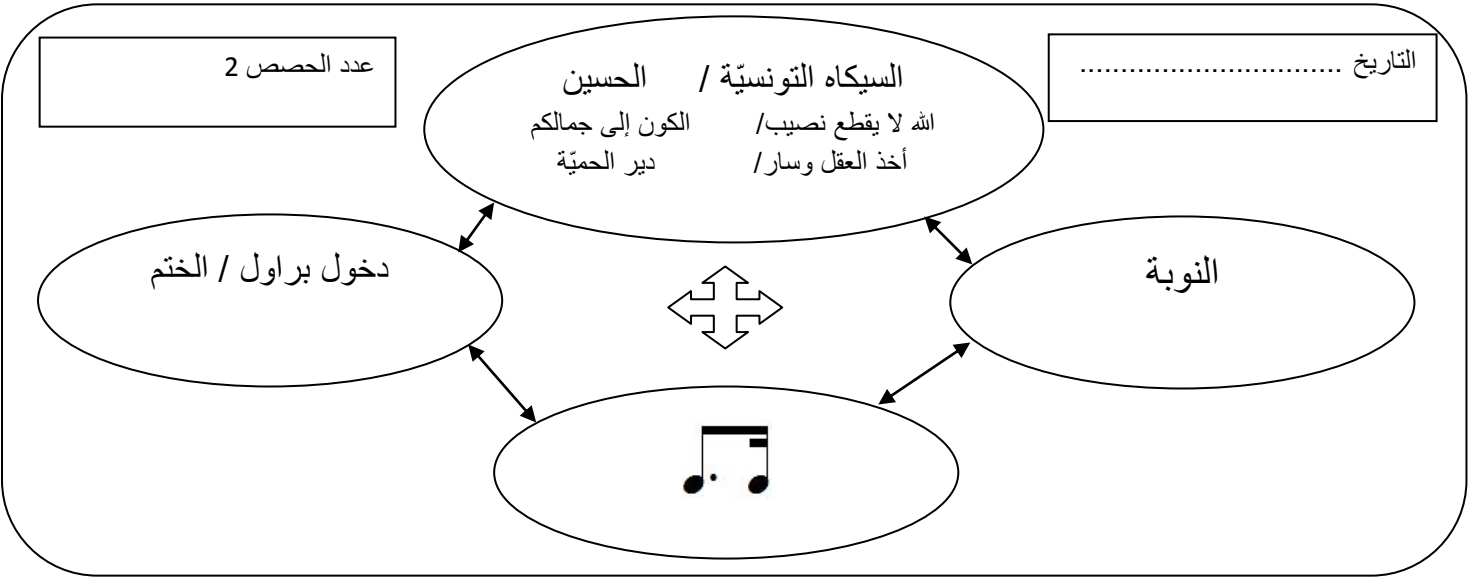 التاريخ ..............................
عدد الحصص 2
السيكاه التونسيّة / الحسين
الله لا يقطع نصيب/ الكون إلى جمالكم
أخذ العقل وسار/ دير الحميّة
النوبة
دخول براول / الختم